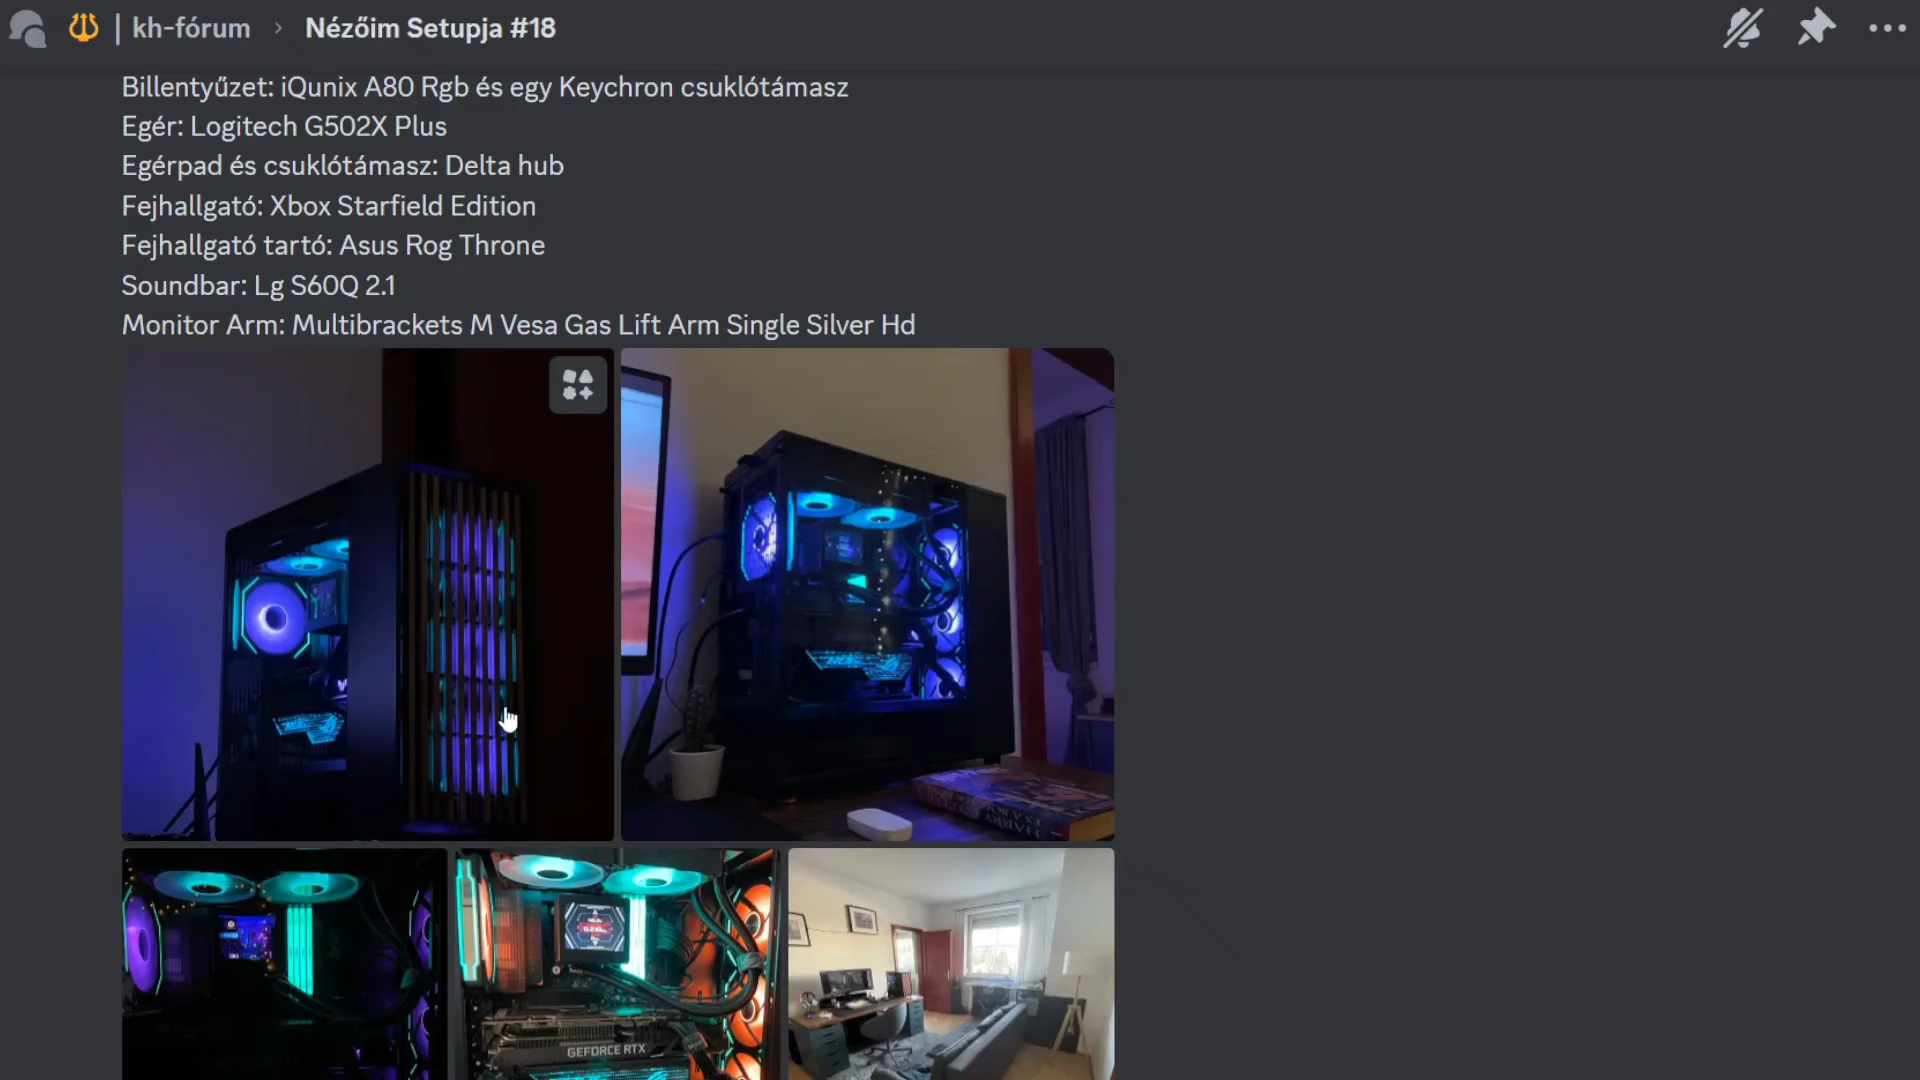 kh-fórum › Nézőim Setupja #18
Billentyűzet: iQunix A80 Rgb és egy Keychron csuklótámasz
Egér: Logitech G502X Plus
Egérpad és csuklótámasz: Delta hub
Fejhallgató: Xbox Starfield Edition
Fejhallgató tartó: Asus Rog Throne
Soundbar: Lg S60Q 2.1
Monitor Arm: Multibrackets M Vesa Gas Lift Arm Single Silver Hd
HARRY
GEFORCE RTX